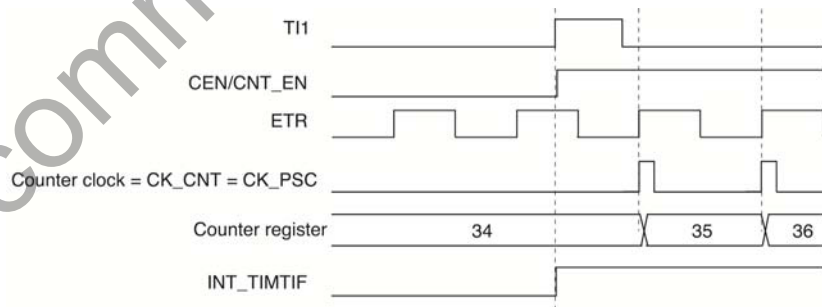 TI1
CEN/CNT_EN
ETR
Counter clock = CK_CNT = CK_PSC
Counter register 34 35 36
INT_TIMTIF